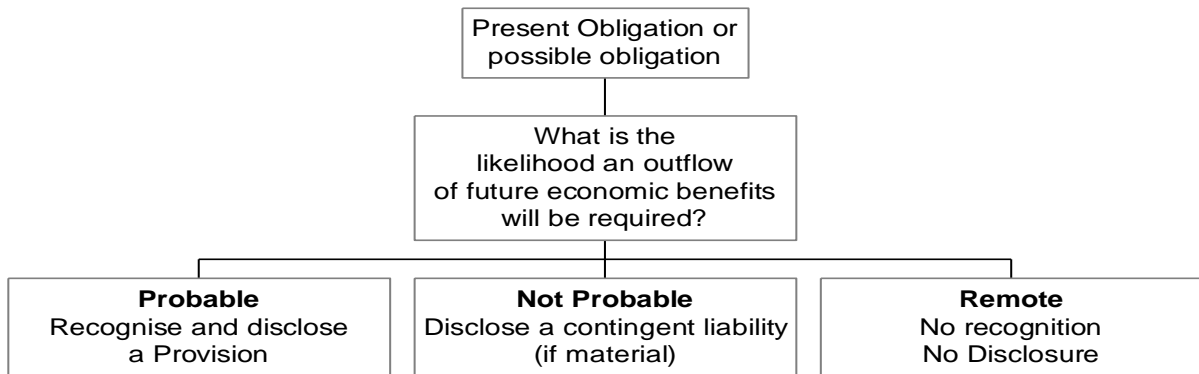 Present Obligation or
possible obligation
What is the
likelihood an outflow
of future economic benefits
will be required?
Probable
Recognise and disclose
a Provision
Not Probable
Disclose a contingent liability
(if material)
Remote
No recognition
No Disclosure